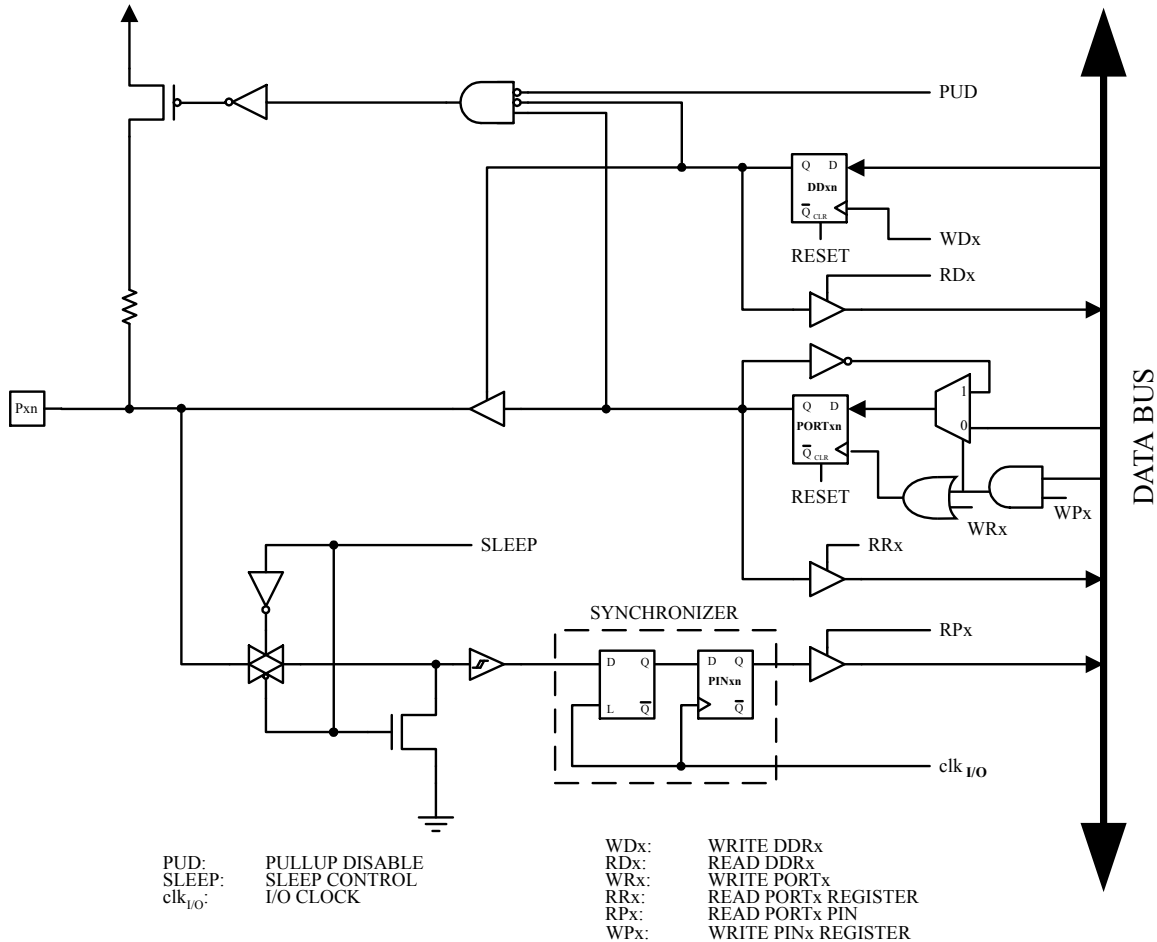 PUD
Q D
DDxn
Q CLR
WDx
RESET
RDx
DATA BUS
Pxn
1
Q D
0
PORTxn
Q CLR
RESET
WPx
WRx
RRx
SLEEP
SYNCHRONIZER
RPx
D Q
D Q
PINxn
L Q
Q
clk I/O
PUD: PULLUP DISABLE
SLEEP: SLEEP CONTROL
clkI/O: I/O CLOCK
WDx: WRITE DDRx
RDx: READ DDRx
WRx: WRITE PORTx
RRx: READ PORTx REGISTER
RPx: READ PORTx PIN
WPx: WRITE PINx REGISTER